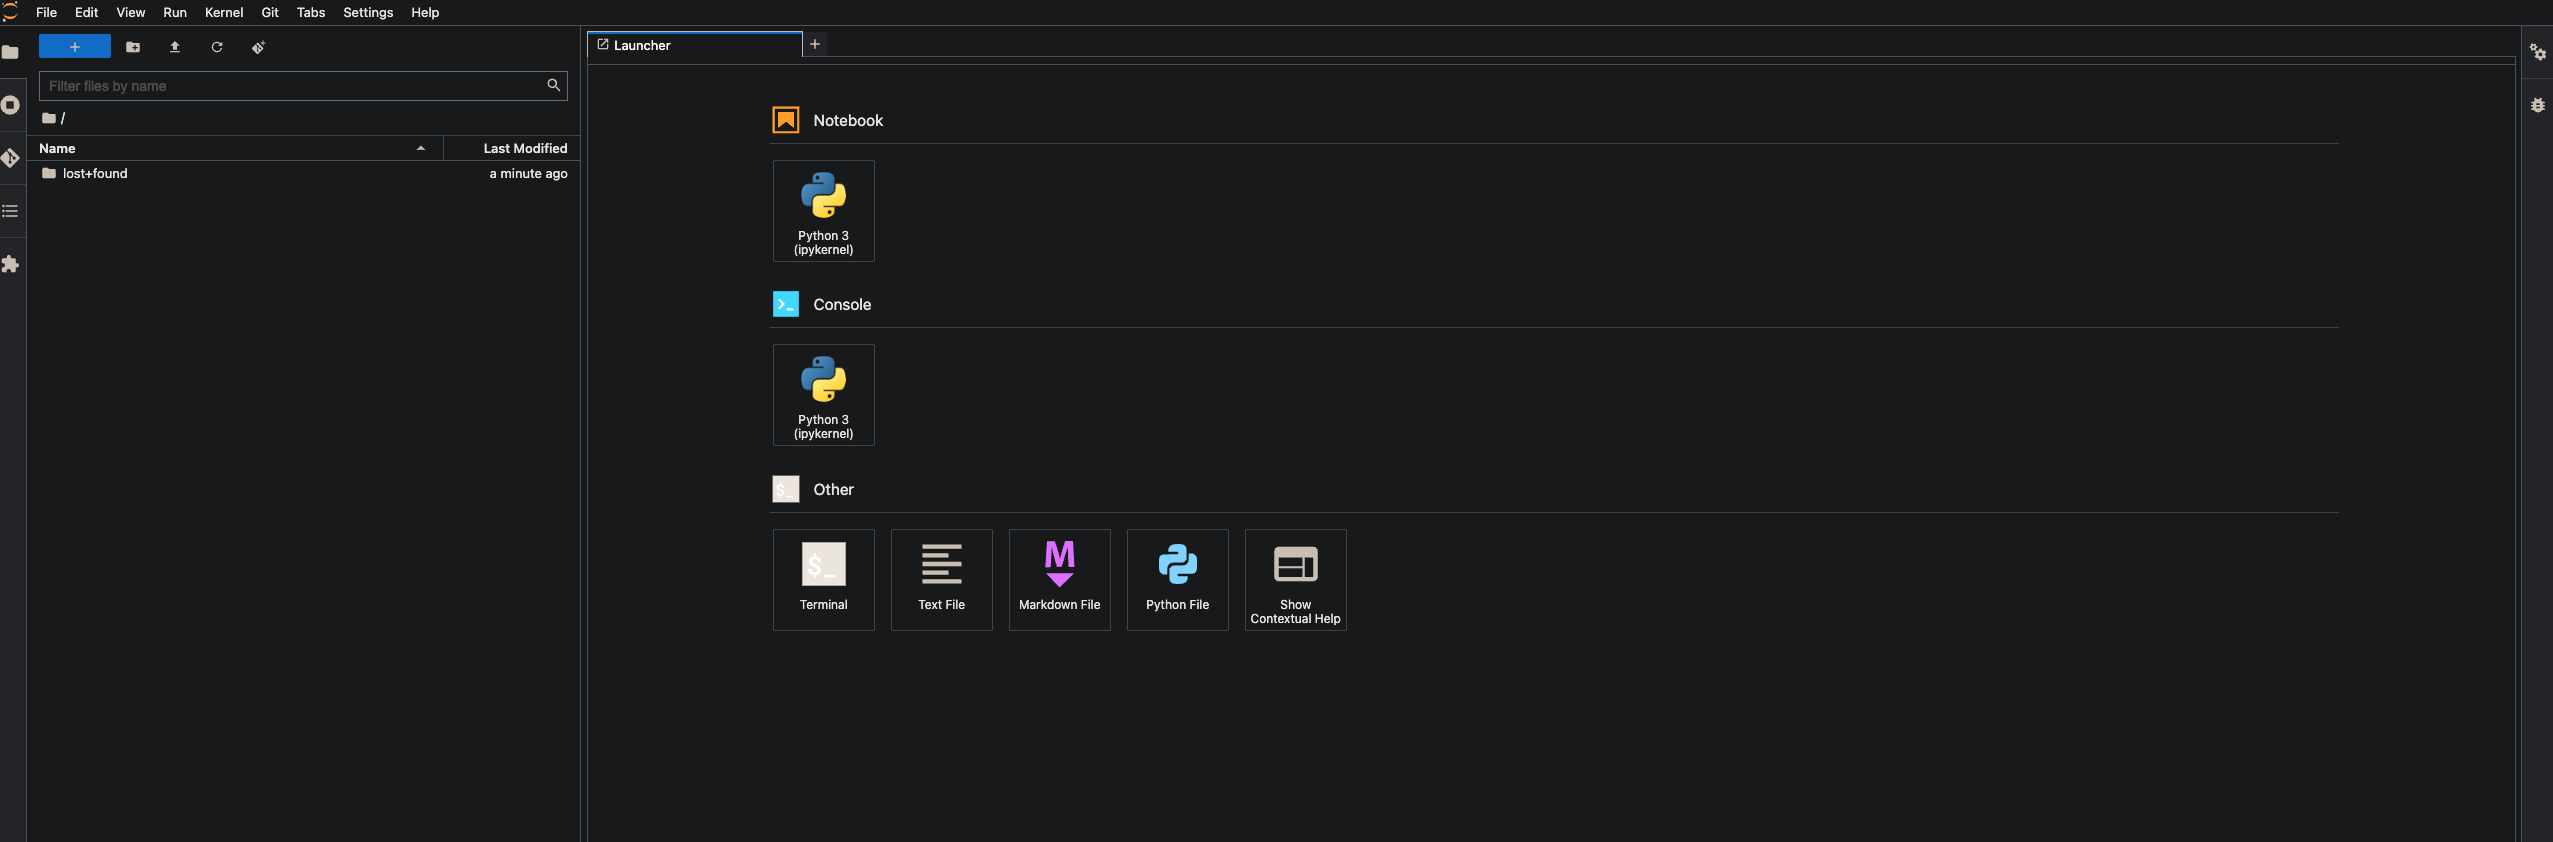 File Edit View Run Kernel Git Tabs Settings Help
+
Launcher
+
Filter files by name
/
Name Last Modified
lost+found a minute ago
Notebook
Python 3
(ipykernel)
Console
Python 3
(ipykernel)
$_ Other
$_
Terminal
Text File
M
Markdown File
Python File
Show
Contextual Help